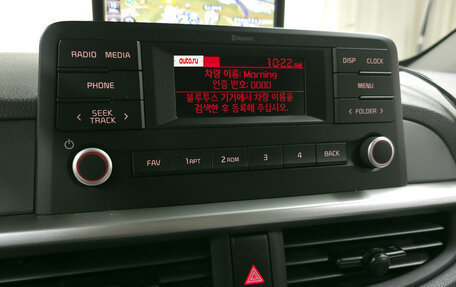 Bluetooth
RADIO MEDIA
PHONE
< SEEK TRACK >
auto.ru
10:22 AM
차량 이름: Morning
인증 번호: 0000
블루투스 기기에서 차량 이름을
검색한 후 등록해 주십시오.
DISP CLOCK
MENU
< FOLDER >
FAV 1 RPT 2 RDM 3 4 BACK